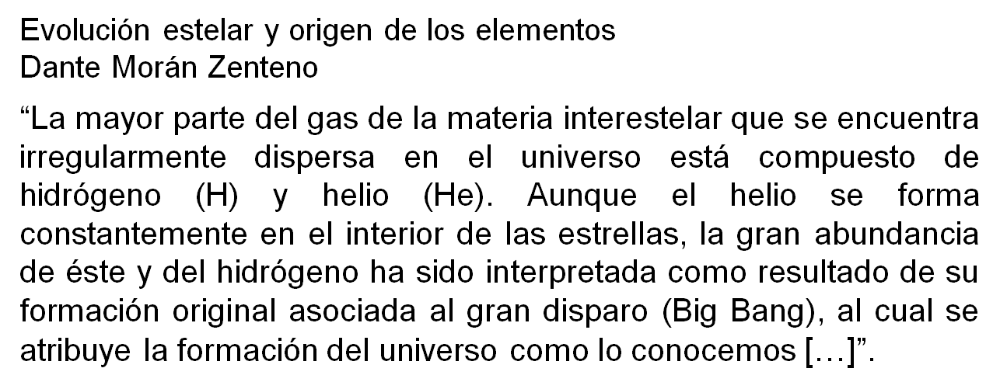 Evolución estelar y origen de los elementos
Dante Morán Zenteno
“La mayor parte del gas de la materia interestelar que se encuentra
irregularmente dispersa en el universo está compuesto de
hidrógeno (H) y helio (He). Aunque el helio se forma
constantemente en el interior de las estrellas, la gran abundancia
de éste y del hidrógeno ha sido interpretada como resultado de su
formación original asociada al gran disparo (Big Bang), al cual se
atribuye la formación del universo como lo conocemos [...]”.